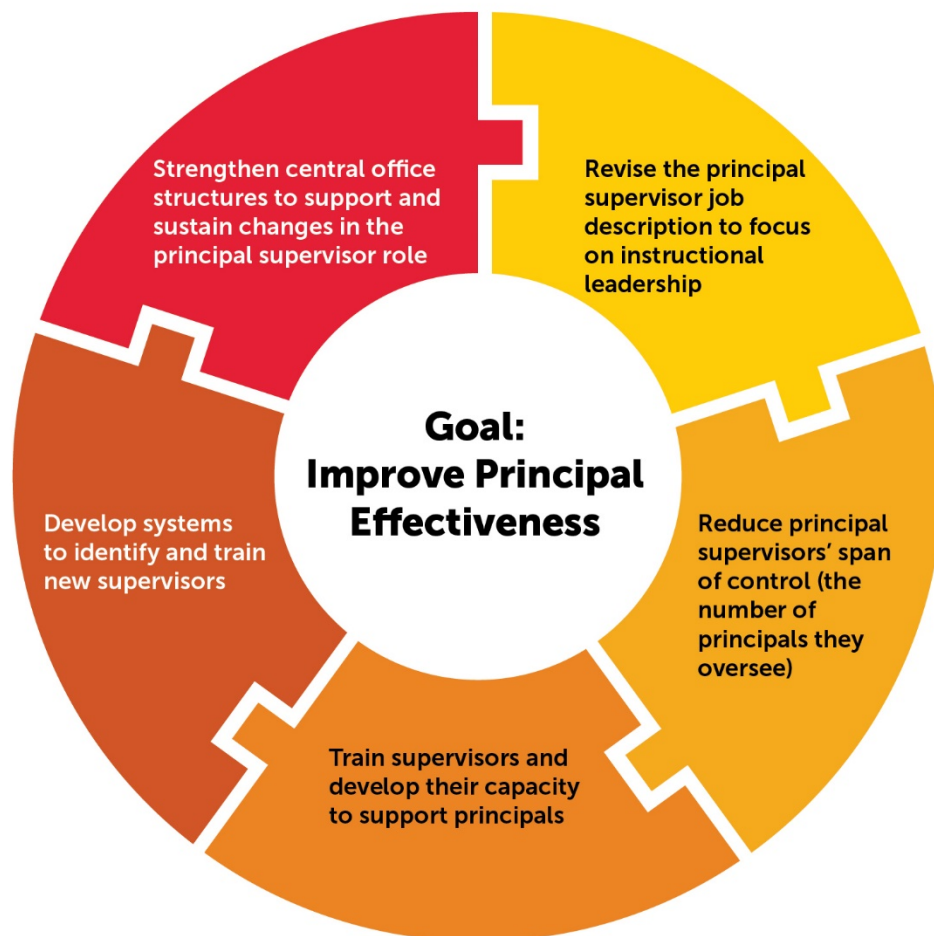 Goal:
Improve Principal
Effectiveness
Revise the principal
supervisor job
description to focus
on instructional
leadership
Reduce principal
supervisors’ span
of control (the
number of
principals they
oversee)
Train supervisors and
develop their capacity
to support principals
Develop systems
to identify and train
new supervisors
Strengthen central office
structures to support and
sustain changes in the
principal supervisor role